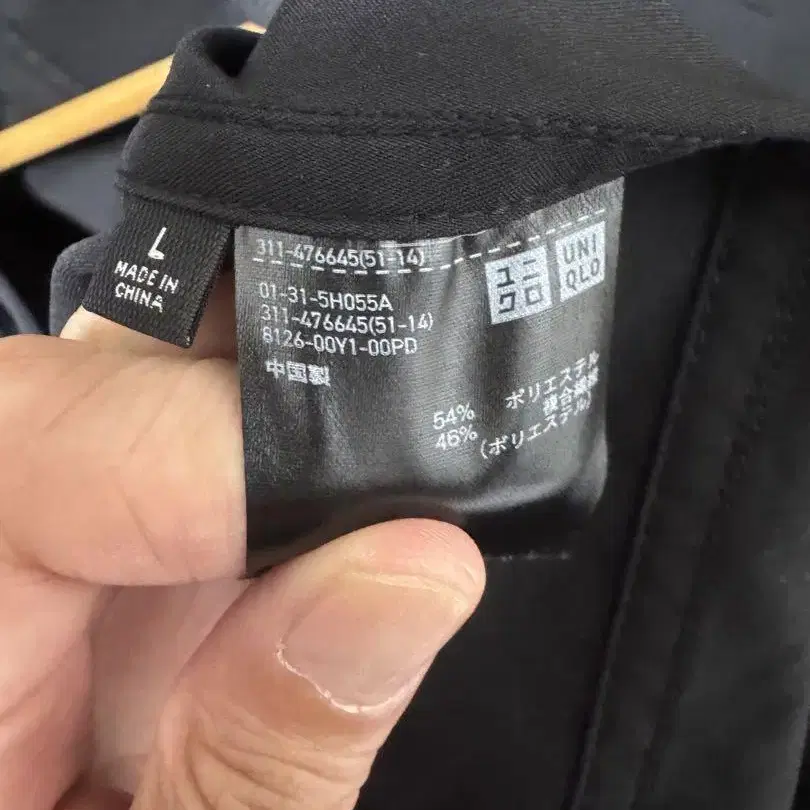 L
MADE IN
CHINA
311-476645(51-14)
ユニ
クロ
UNI
QLO
01-31-5H055A
311-476645(51-14)
8126-00Y1-00PD
中国製
54% ポリエステル
46% 複合繊維
(ポリエステル)